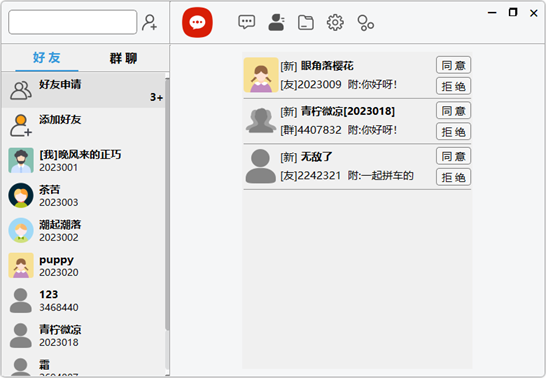 好友
群聊
好友申请
3+
添加好友
[我]晚风来的正巧
2023001
茶苦
2023003
潮起潮落
2023002
puppy
2023020
123
3468440
青柠微凉
2023018
霜
[新] 眼角落樱花
同意
[友]2023009 附:你好呀!
拒绝
[新] 青柠微凉[2023018]
同意
[群]4407832 附:你好呀!
拒绝
[新] 无敌了
同意
[友]2242321 附:一起拼车的
拒绝